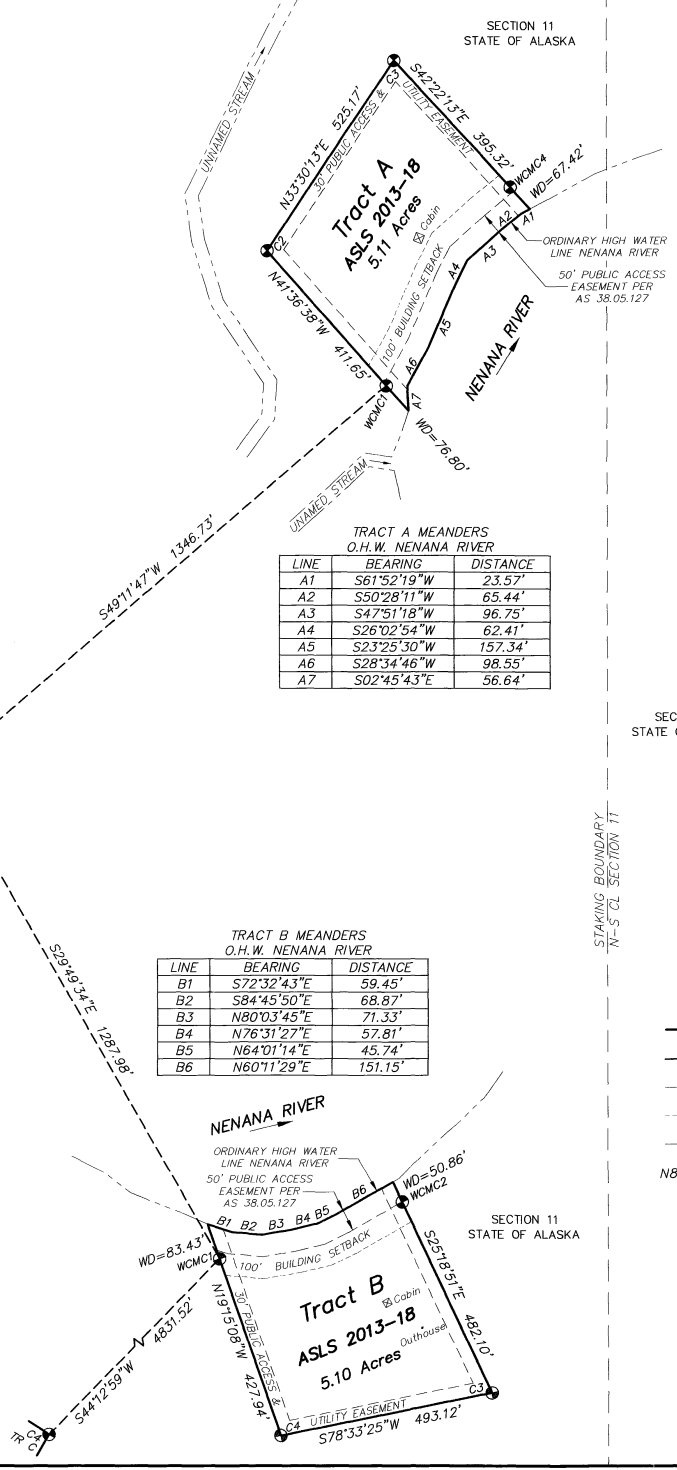 SECTION 11
STATE OF ALASKA
UNNAMED STREAM
C3
S42°22'13"E 395.32'
UTILITY EASEMENT
N33°30'13"E 525.17'
30' PUBLIC ACCESS &
Tract A
ASLS 2013-18
5.11 Acres
Cabin
WCMC4
WD=67.42'
A1
A2
A3
A4
A5
A6
A7
ORDINARY HIGH WATER
LINE NENANA RIVER
50' PUBLIC ACCESS
EASEMENT PER
AS 38.05.127
C2
N41°36'38"W 411.65'
100' BUILDING SETBACK
NENANA RIVER
WCMC1
WD=76.80'
UNAMED STREAM
S49°11'47"W 1346.73'
TRACT A MEANDERS
O.H.W. NENANA RIVER
LINE BEARING DISTANCE
A1 S61°52'19"W 23.57'
A2 S50°28'11"W 65.44'
A3 S47°51'18"W 96.75'
A4 S26°02'54"W 62.41'
A5 S23°25'30"W 157.34'
A6 S28°34'46"W 98.55'
A7 S02°45'43"E 56.64'
SEC
STATE
STAKING BOUNDARY
N-S CL SECTION 11
S29°49'34"E 1287.98'
TRACT B MEANDERS
O.H.W. NENANA RIVER
LINE BEARING DISTANCE
B1 S72°32'43"E 59.45'
B2 S84°45'50"E 68.87'
B3 N80°03'45"E 71.33'
B4 N76°31'27"E 57.81'
B5 N64°01'14"E 45.74'
B6 N60°11'29"E 151.15'
NENANA RIVER
ORDINARY HIGH WATER
LINE NENANA RIVER
50' PUBLIC ACCESS
EASEMENT PER
AS 38.05.127
B1
B2
B3
B4
B5
B6
WD=50.86'
WCMC2
N8
SECTION 11
STATE OF ALASKA
WD=83.43'
WCMC1
100' BUILDING SETBACK
S25°18'51"E 482.10'
N19°15'08"W 427.94'
30' PUBLIC ACCESS &
Tract B
ASLS 2013-18
5.10 Acres
Cabin
Outhouse
S44°12'59"W 4831.52'
C3
C4
UTILITY EASEMENT
S78°33'25"W 493.12'
C4
TR C